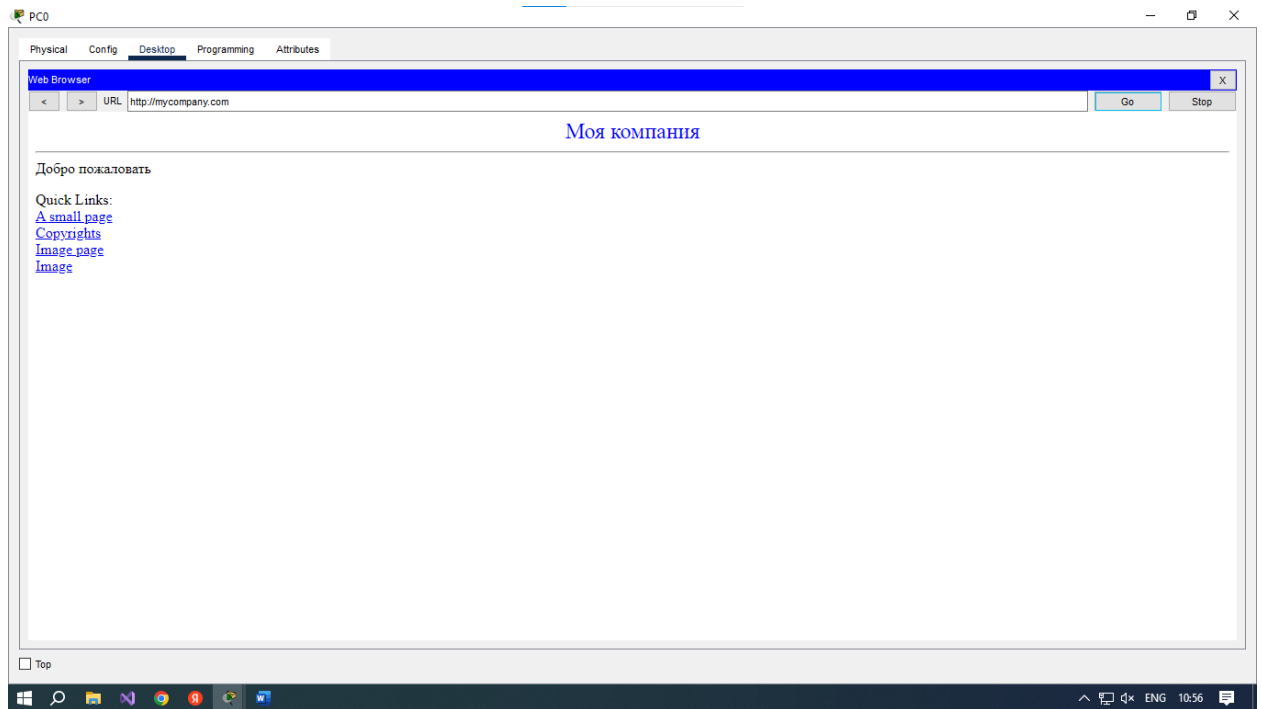 PC0
Physical Config Desktop Programming Attributes
Web Browser X
< > URL http://mycompany.com Go Stop
Моя компания
Добро пожаловать
Quick Links:
A small page
Copyrights
Image page
Image
Top
ENG 10:56